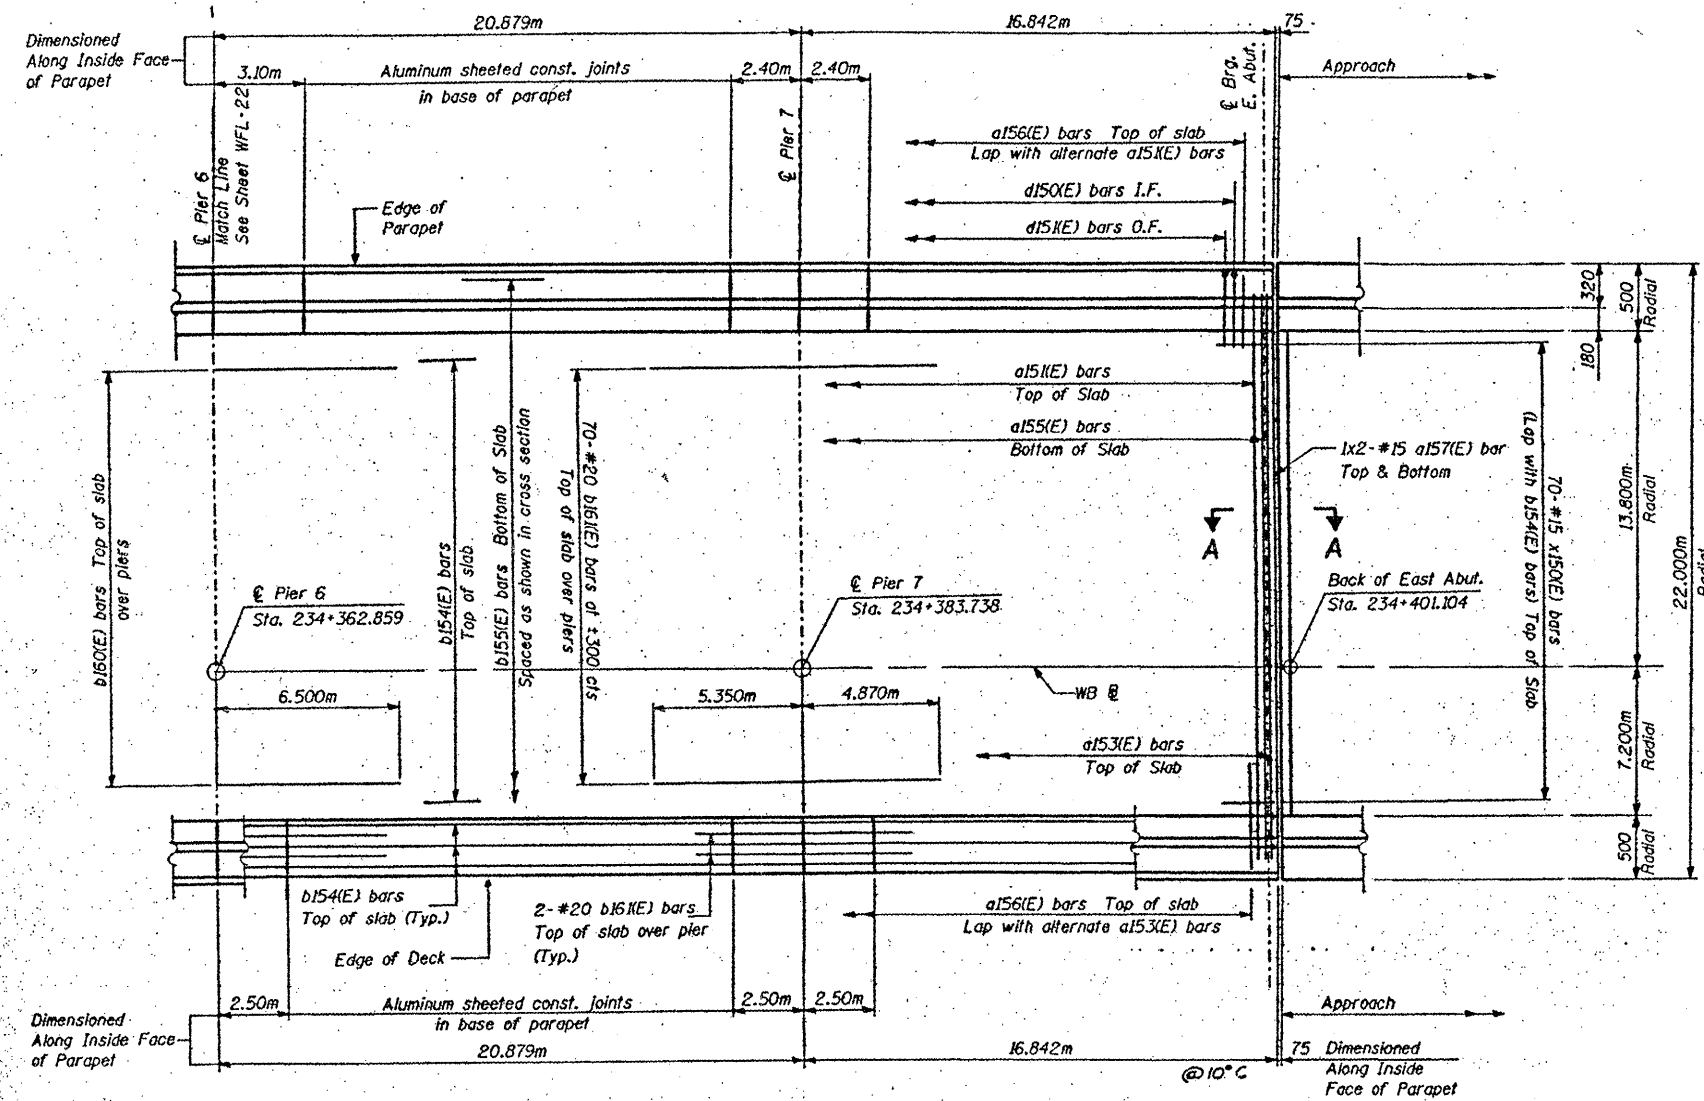 20.879m
16.842m
75
Dimensioned
Along Inside Face
of Parapet
3.10m
Aluminum sheeted const. joints
in base of parapet
2.40m
2.40m
Approach
℄ Brg.
E. Abut.
℄ Pier 6
Match Line
See Sheet WFL-22
℄ Pier 7
a156(E) bars Top of slab
Lap with alternate a151(E) bars
d150(E) bars I.F.
d151(E) bars O.F.
Edge of
Parapet
320
180
500
Radial
a151(E) bars
Top of Slab
a155(E) bars
Bottom of Slab
1x2-#15 a157(E) bar
Top & Bottom
A
A
b160(E) bars Top of slab
over piers
b154(E) bars
Top of slab
b155(E) bars Bottom of Slab
Spaced as shown in cross section
70-#20 b161(E) bars at ±300 cts
Top of slab over piers
70-#15 x150(E) bars
(Lap with b154(E) bars) Top of Slab
13.800m
Radial
22.000m
Radial
℄ Pier 6
Sta. 234+362.859
℄ Pier 7
Sta. 234+383.738
Back of East Abut.
Sta. 234+401.104
WB ℄
6.500m
5.350m
4.870m
7.200m
Radial
a153(E) bars
Top of Slab
500
Radial
b154(E) bars
Top of slab (Typ.)
2-#20 b161(E) bars
Top of slab over pier
(Typ.)
Edge of Deck
a156(E) bars Top of slab
Lap with alternate a153(E) bars
2.50m
Aluminum sheeted const. joints
in base of parapet
2.50m
2.50m
Approach
Dimensioned
Along Inside Face
of Parapet
20.879m
16.842m
@ 10° C
75
Dimensioned
Along Inside
Face of Parapet